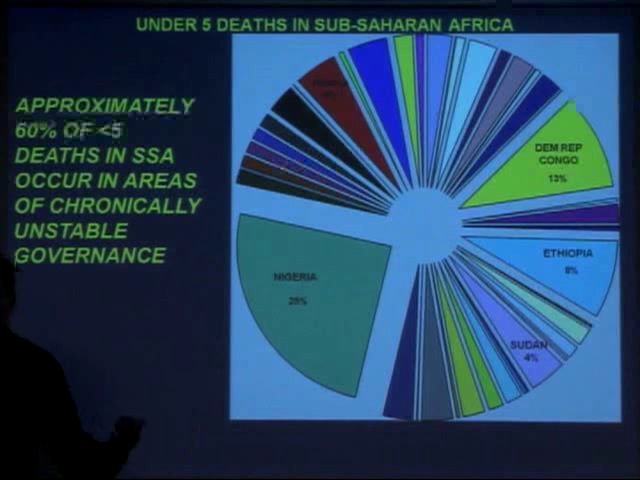 UNDER 5 DEATHS IN SUB-SAHARAN AFRICA
APPROXIMATELY
60% OF <5
DEATHS IN SSA
OCCUR IN AREAS
OF CHRONICALLY
UNSTABLE
GOVERNANCE
DEM REP
CONGO
13%
ETHIOPIA
8%
NIGERIA
25%
SUDAN
4%